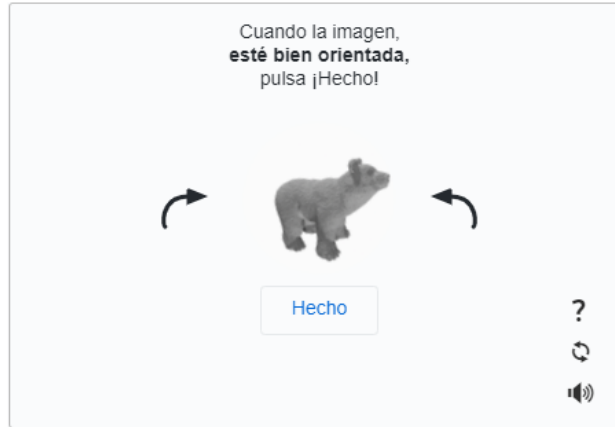 Cuando la imagen,
esté bien orientada,
pulsa ¡Hecho!
Hecho
?